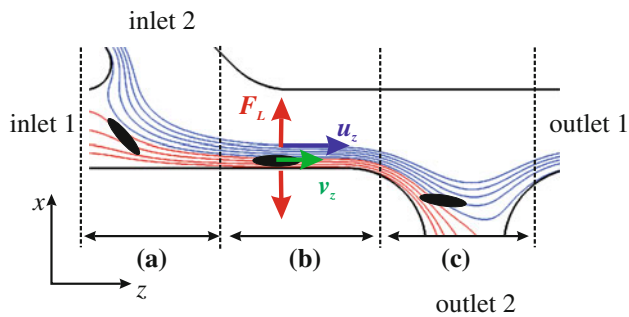 inlet 2
inlet 1
F_L
u_z
outlet 1
v_z
x
(a)
(b)
(c)
z
outlet 2